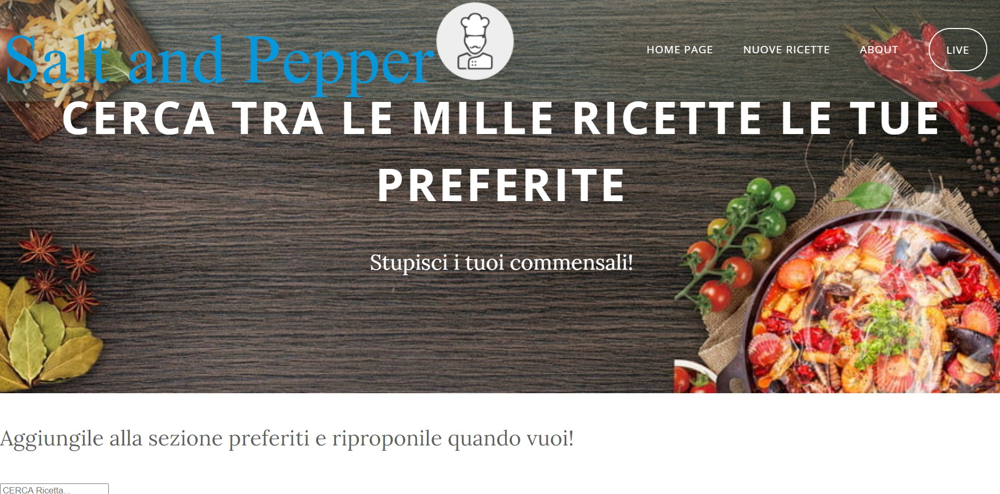 Salt and Pepper
HOME PAGE
NUOVE RICETTE
ABOUT
LIVE
CERCA TRA LE MILLE RICETTE LE TUE
PREFERITE
Stupisci i tuoi commensali!
Aggiungile alla sezione preferiti e riproponile quando vuoi!
CERCA Ricetta...